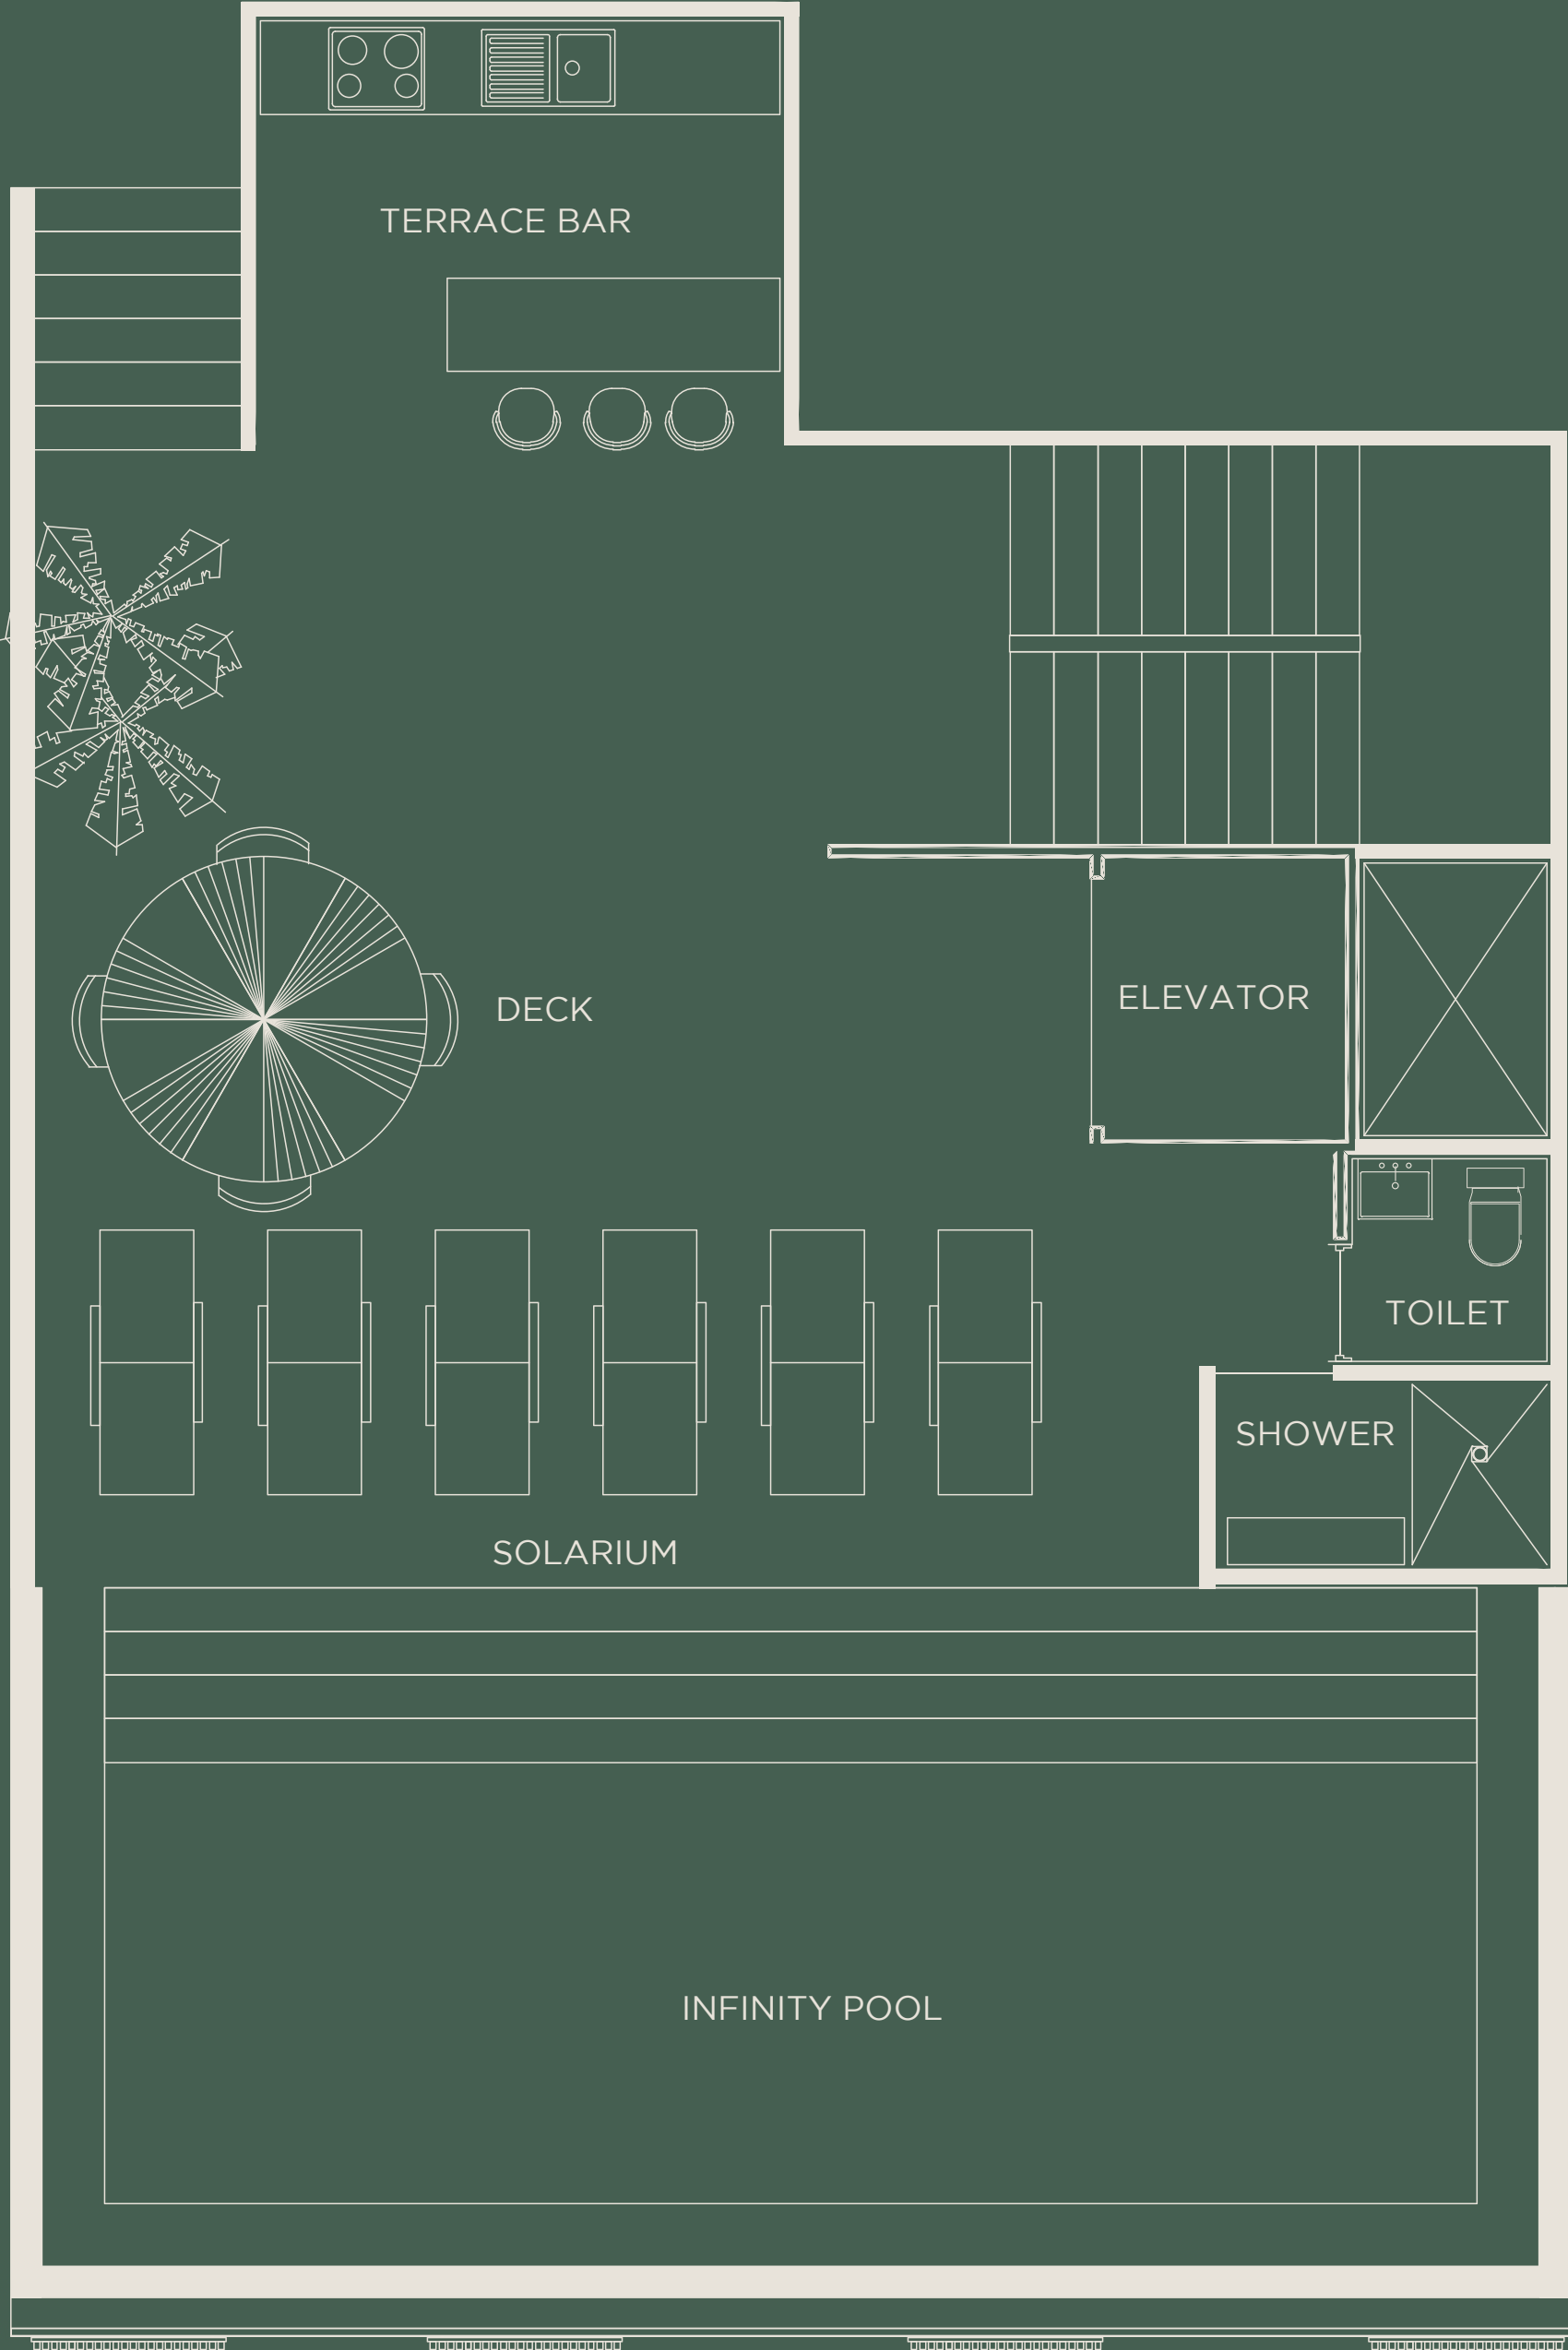 TERRACE BAR
ELEVATOR
DECK
TOILET
SHOWER
SOLARIUM
INFINITY POOL